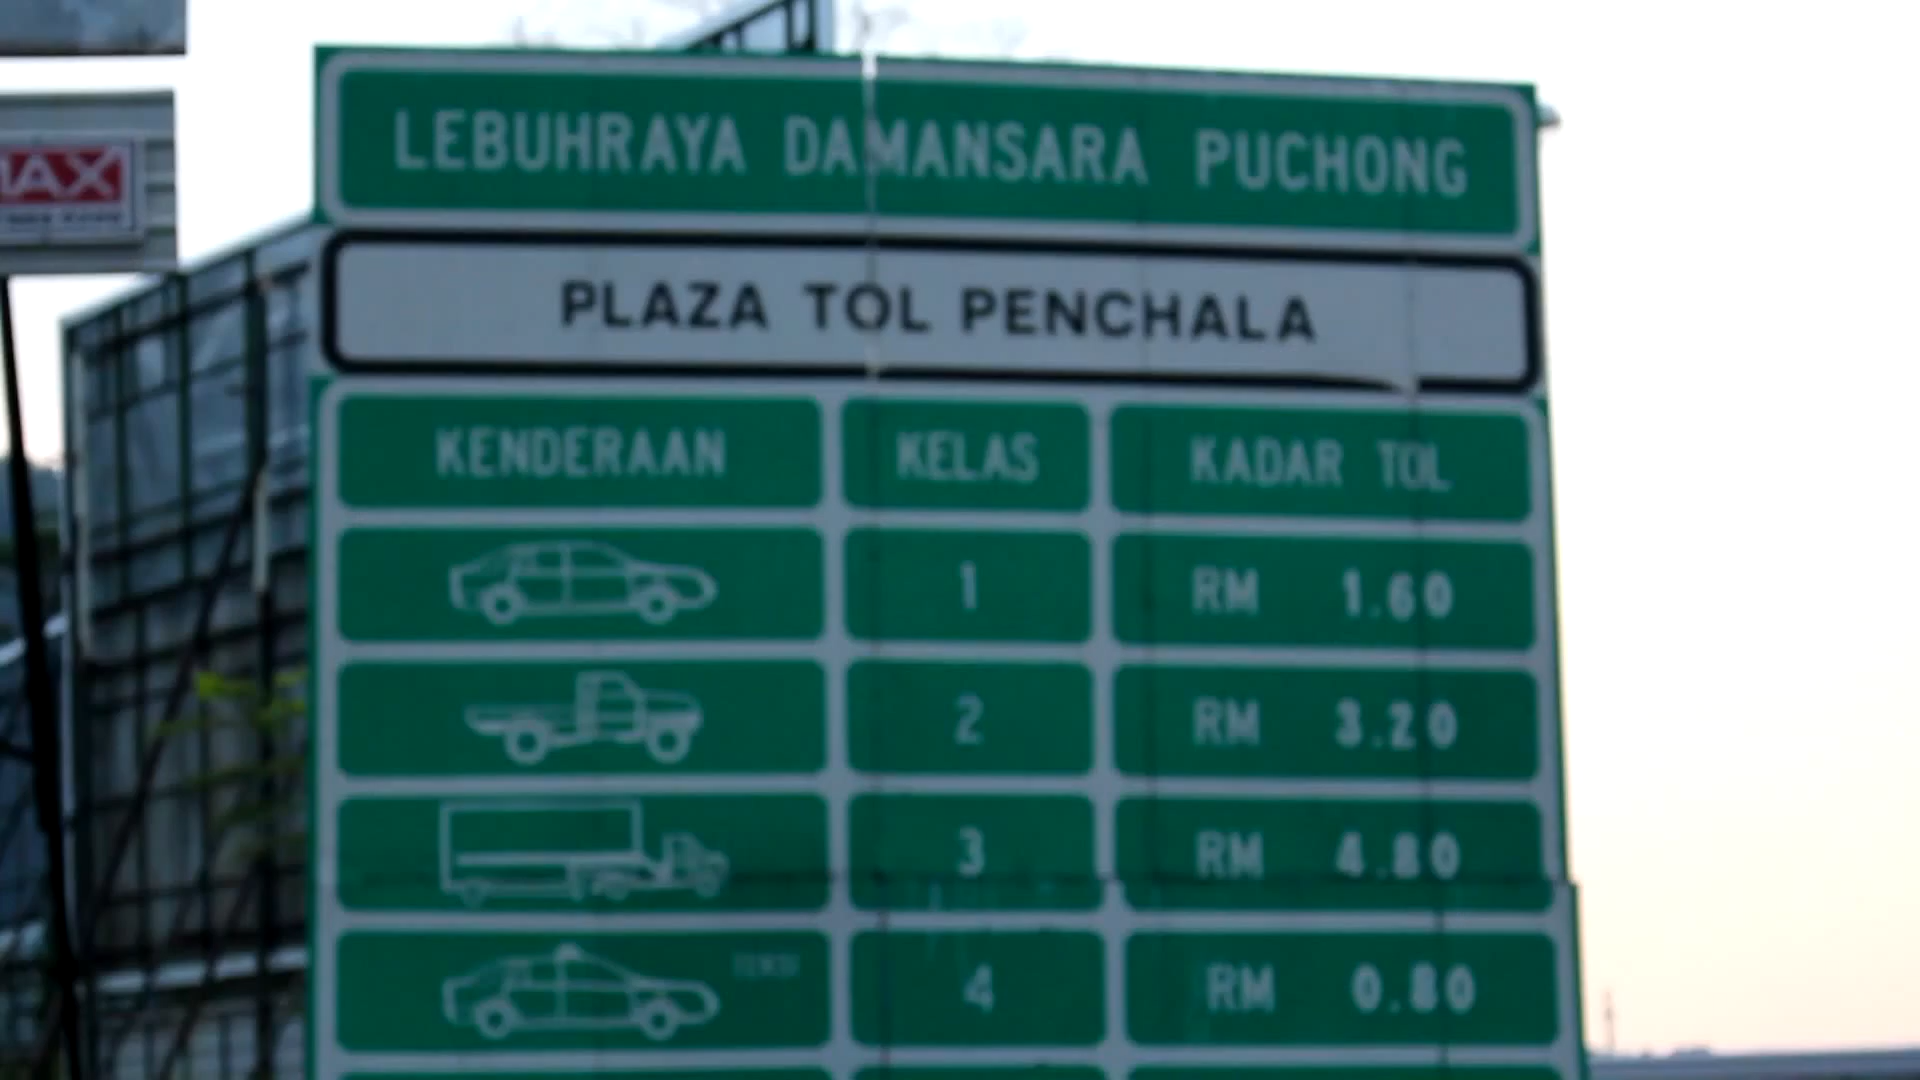 LEBUHRAYA DAMANSARA PUCHONG
PLAZA TOL PENCHALA
KENDERAAN KELAS KADAR TOL
1 RM 1.60
2 RM 3.20
3 RM 4.80
4 RM 0.80